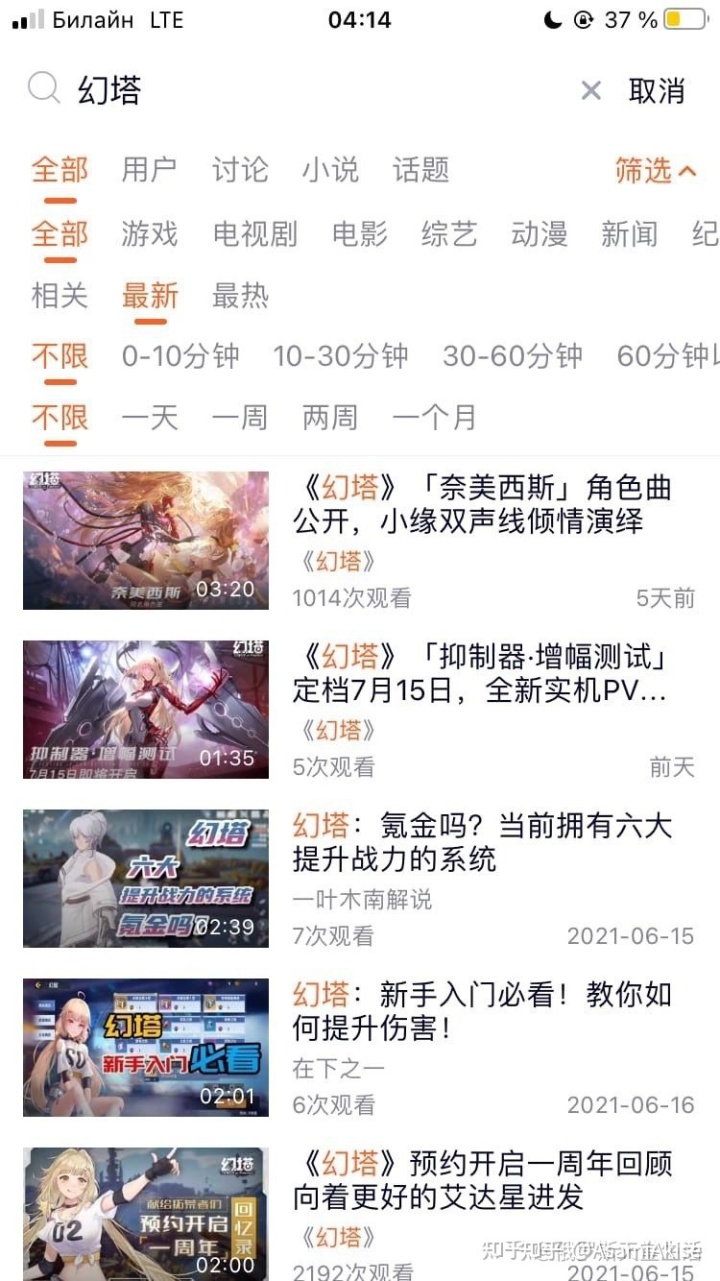 Билайн LTE 04:14 37 %
幻塔 取消
全部 用户 讨论 小说 话题 筛选
全部 游戏 电视剧 电影 综艺 动漫 新闻 纪
相关 最新 最热
不限 0-10分钟 10-30分钟 30-60分钟 60分钟
不限 一天 一周 两周 一个月
幻塔
奈美西斯
03:20
《幻塔》「奈美西斯」角色曲
公开，小缘双声线倾情演绎
《幻塔》
1014次观看 5天前
幻塔
抑制器·增幅测试
7月15日即将开启
01:35
《幻塔》「抑制器·增幅测试」
定档7月15日，全新实机PV...
《幻塔》
5次观看 前天
幻塔
六大
提升战力的系统
氪金吗?
02:39
幻塔：氪金吗？当前拥有六大
提升战力的系统
一叶木南解说
7次观看 2021-06-15
幻塔
新手入门必看
02:01
幻塔：新手入门必看！教你如
何提升伤害！
在下之一
6次观看 2021-06-16
幻塔
02
献给拓荒者们
预约开启
一周年
回忆录
02:00
《幻塔》预约开启一周年回顾
向着更好的艾达星进发
《幻塔》
2192次观看 2021-06-15